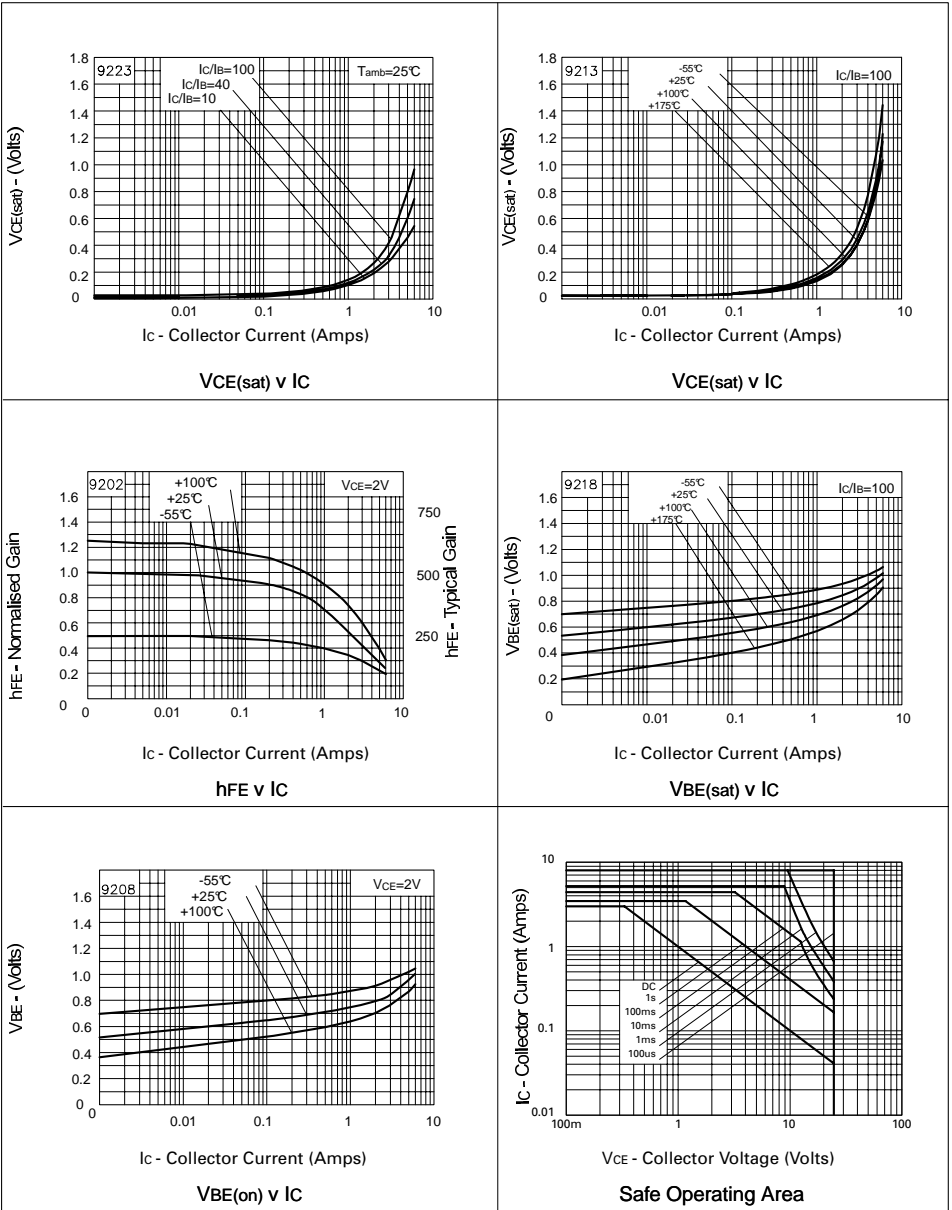 1.8
1.6
1.4
1.2
1.0
0.8
0.6
0.4
0.2
0
9223
IC/IB=100
IC/IB=40
IC/IB=10
Tamb=25°C
VCE(sat) - (Volts)
0.01
0.1
1
10
IC - Collector Current (Amps)
VCE(sat) v IC
1.8
1.6
1.4
1.2
1.0
0.8
0.6
0.4
0.2
0
9213
-55°C
+25°C
+100°C
+175°C
IC/IB=100
VCE(sat) - (Volts)
0.01
0.1
1
10
IC - Collector Current (Amps)
VCE(sat) v IC
1.6
1.4
1.2
1.0
0.8
0.6
0.4
0.2
0
9202
+100°C
+25°C
-55°C
VCE=2V
hFE - Normalised Gain
750
500
250
hFE - Typical Gain
0
0.01
0.1
1
10
IC - Collector Current (Amps)
hFE v IC
1.6
1.4
1.2
1.0
0.8
0.6
0.4
0.2
0
9218
-55°C
+25°C
+100°C
+175°C
IC/IB=100
VBE(sat) - (Volts)
0.01
0.1
1
10
IC - Collector Current (Amps)
VBE(sat) v IC
1.6
1.4
1.2
1.0
0.8
0.6
0.4
0.2
0
9208
-55°C
+25°C
+100°C
VCE=2V
VBE - (Volts)
0
0.01
0.1
1
10
IC - Collector Current (Amps)
VBE(on) v IC
10
1
0.1
0.01
IC - Collector Current (Amps)
DC
1s
100ms
10ms
1ms
100us
100m
1
10
100
VCE - Collector Voltage (Volts)
Safe Operating Area